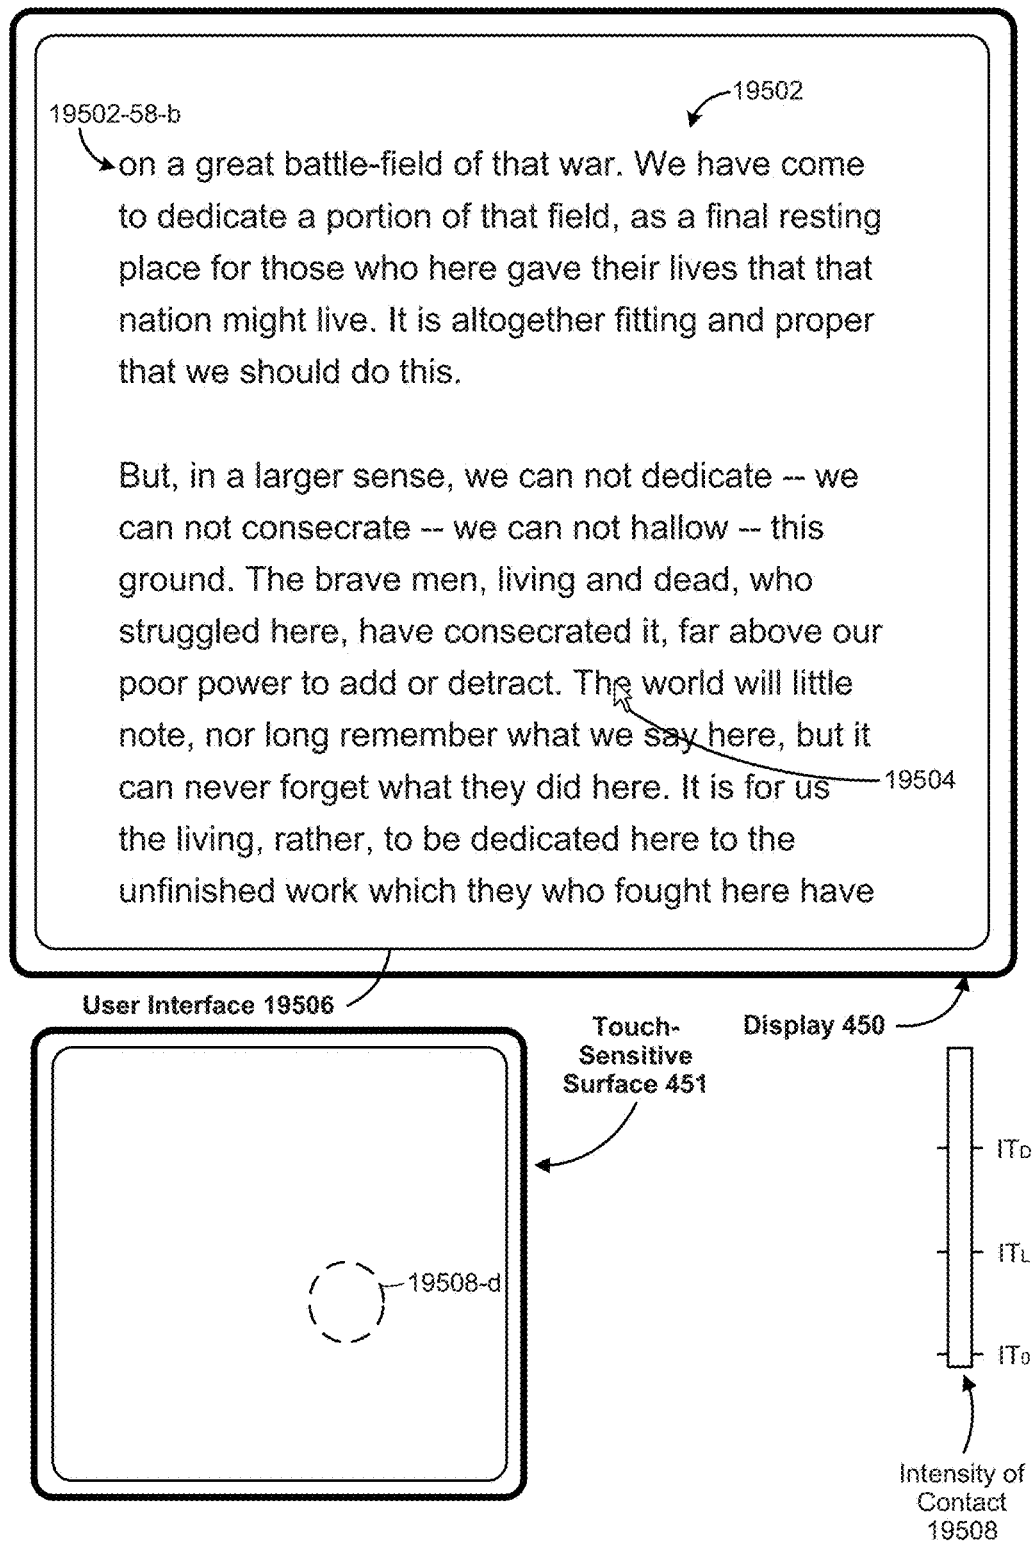 19502
19502-58-b
on a great battle-field of that war. We have come
to dedicate a portion of that field, as a final resting
place for those who here gave their lives that that
nation might live. It is altogether fitting and proper
that we should do this.
But, in a larger sense, we can not dedicate -- we
can not consecrate -- we can not hallow -- this
ground. The brave men, living and dead, who
struggled here, have consecrated it, far above our
poor power to add or detract. The world will little
note, nor long remember what we say here, but it
can never forget what they did here. It is for us
19504
the living, rather, to be dedicated here to the
unfinished work which they who fought here have
User Interface 19506
Display 450
Touch-
Sensitive
Surface 451
19508-d
ITD
ITL
IT0
Intensity of
Contact
19508